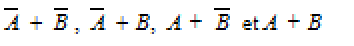 A̅ + B̅ , A̅ + B, A + B̅ et A + B